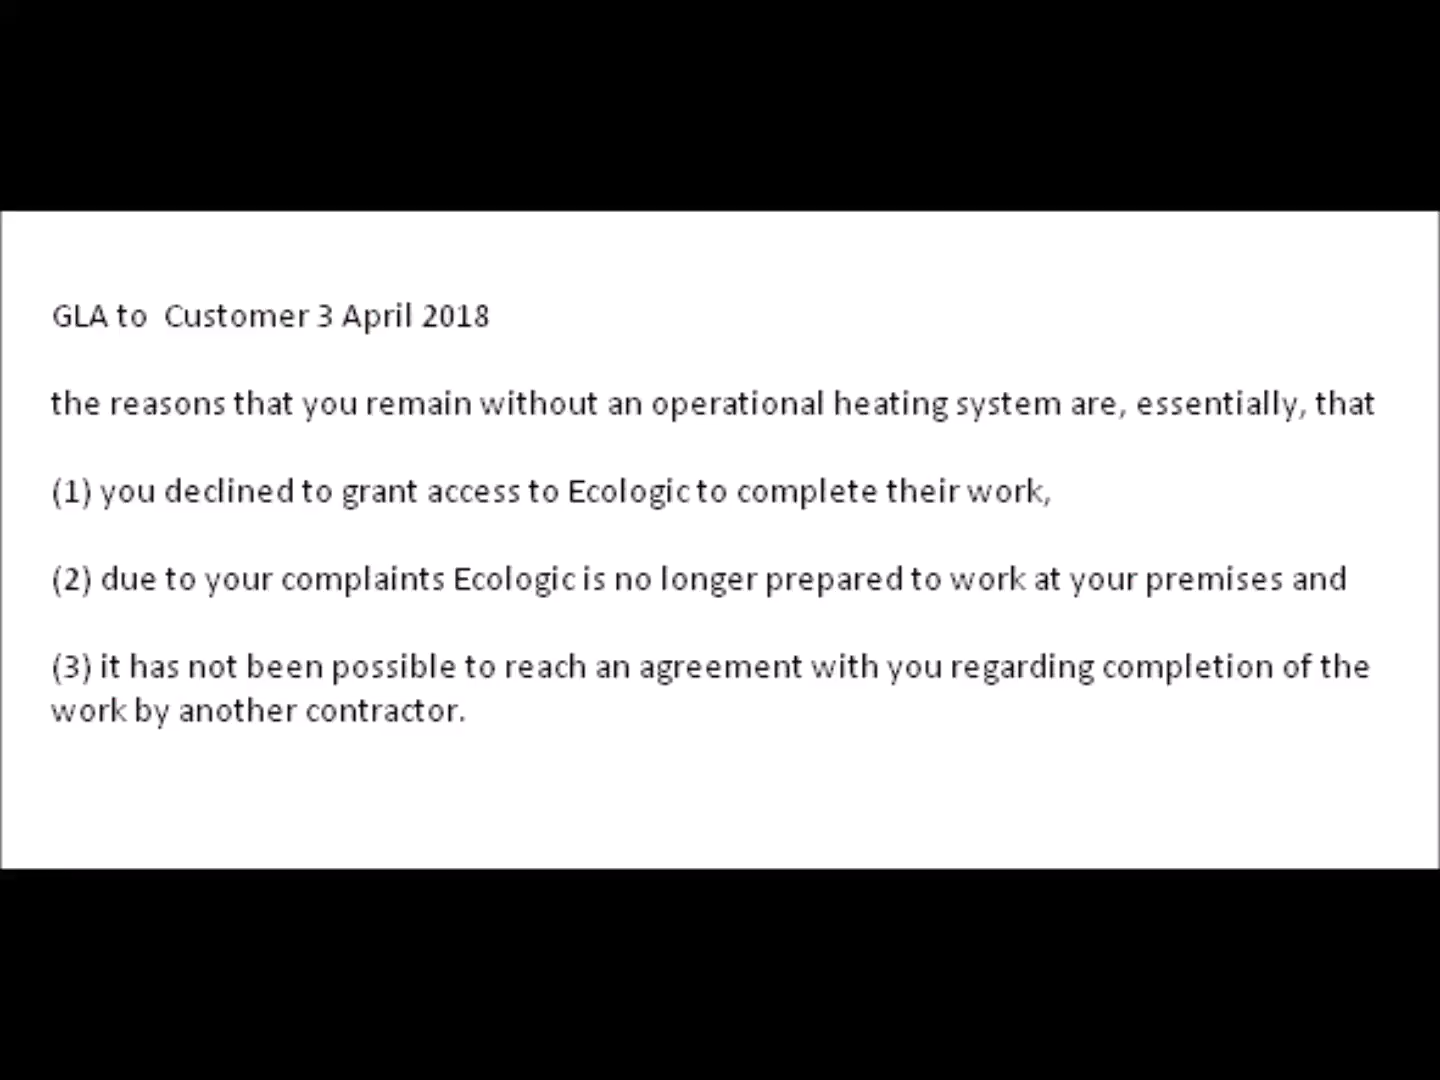 GLA to  Customer 3 April 2018
the reasons that you remain without an operational heating system are, essentially, that
(1) you declined to grant access to Ecologic to complete their work,
(2) due to your complaints Ecologic is no longer prepared to work at your premises and
(3) it has not been possible to reach an agreement with you regarding completion of the
work by another contractor.